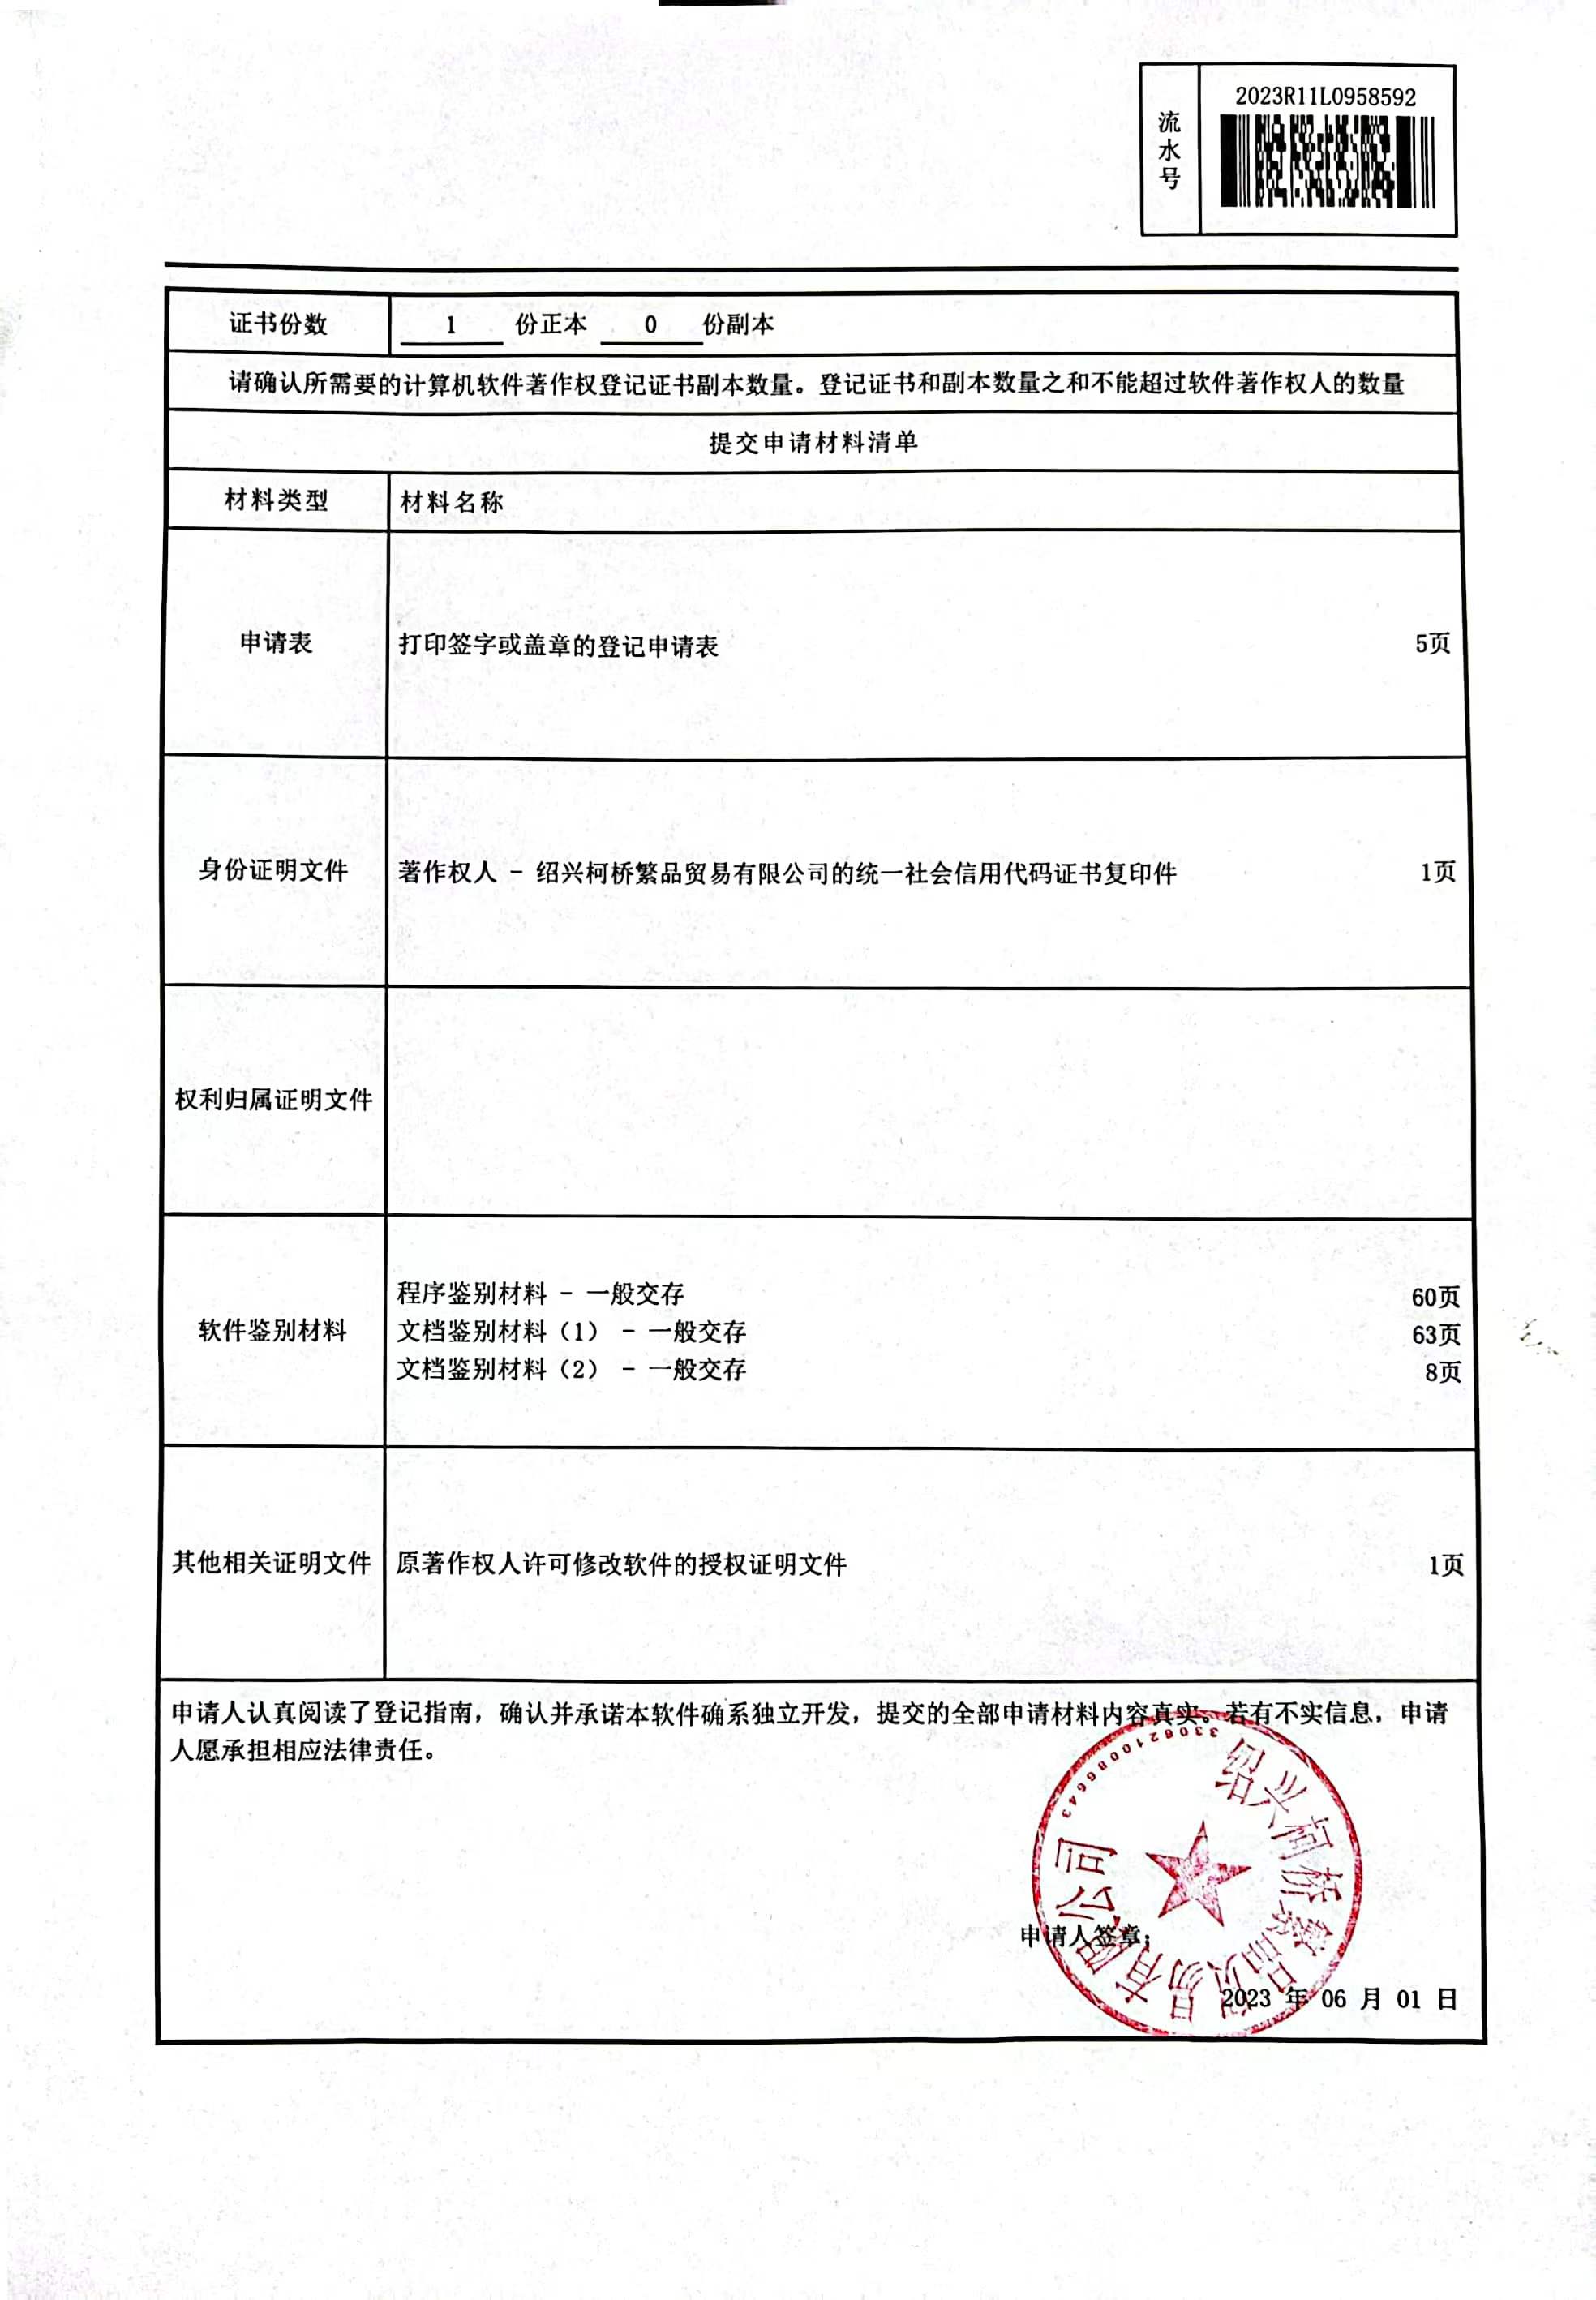 流水号
2023R11L0958592
证书份数 1 份正本 0 份副本
请确认所需要的计算机软件著作权登记证书副本数量。登记证书和副本数量之和不能超过软件著作权人的数量
提交申请材料清单
材料类型 材料名称
申请表 打印签字或盖章的登记申请表 5页
身份证明文件 著作权人 - 绍兴柯桥繁品贸易有限公司的统一社会信用代码证书复印件 1页
权利归属证明文件
程序鉴别材料 - 一般交存 60页
软件鉴别材料 文档鉴别材料（1） - 一般交存 63页
文档鉴别材料（2） - 一般交存 8页
其他相关证明文件 原著作权人许可修改软件的授权证明文件 1页
申请人认真阅读了登记指南，确认并承诺本软件确系独立开发，提交的全部申请材料内容真实。若有不实信息，申请
人愿承担相应法律责任。
绍兴柯桥繁品贸易有限公司
3306210086643
申请人签章：
2023 年 06 月 01 日